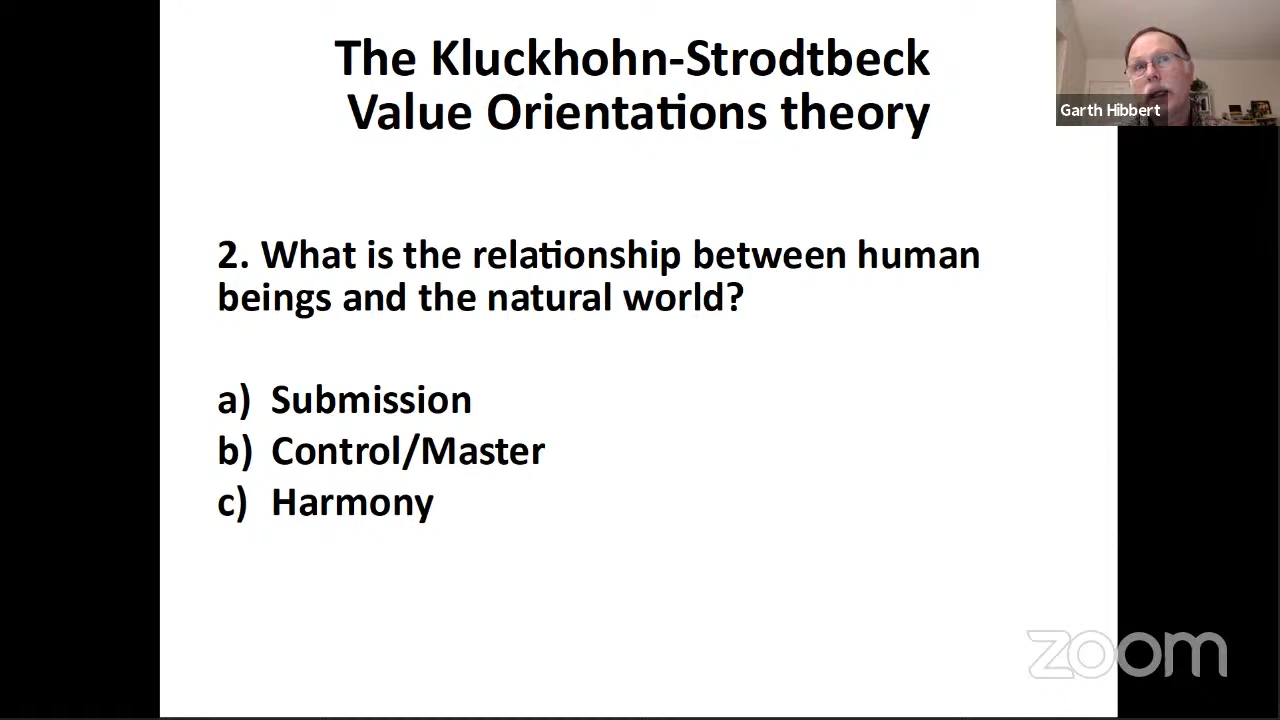 The Kluckhohn-Strodtbeck
Value Orientations theory
Garth Hibbert
2. What is the relationship between human
beings and the natural world?
a) Submission
b) Control/Master
c) Harmony
zoom